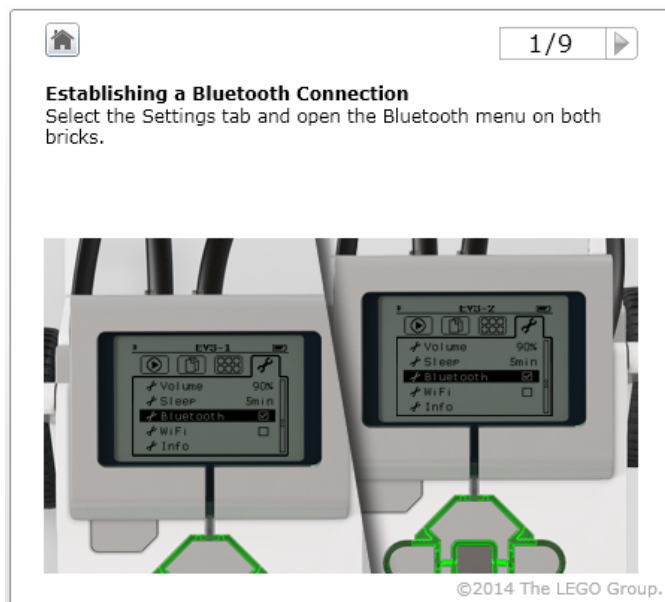 1/9
Establishing a Bluetooth Connection
Select the Settings tab and open the Bluetooth menu on both
bricks.
EV3-1
Volume 90%
Sleep 5min
Bluetooth
WiFi
Info
EV3-2
Volume 90%
Sleep 5min
Bluetooth
WiFi
Info
©2014 The LEGO Group.